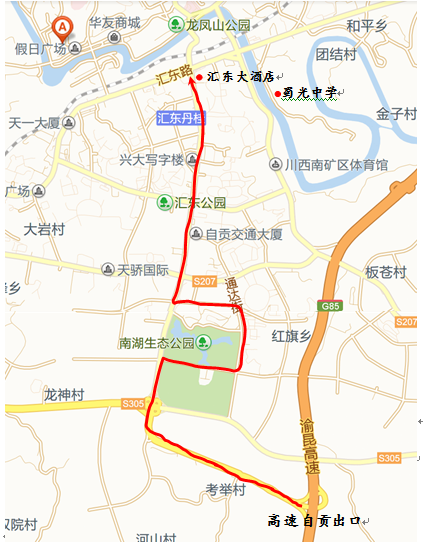 龙凤山公园
华友商城
和平乡
A
假日广场
团结村
汇东路
汇东大酒店
蜀光中学
天一大厦
汇东丹桂
金子村
兴大写字楼
川西南矿区体育馆
广场
汇东公园
大岩村
自贡交通大厦
天骄国际
板苍村
S207
通达街
乡
G85
S207
南湖生态公园
红旗乡
龙神村
S305
渝昆高速
S305
考举村
高速自贡出口
汉院村
河山村